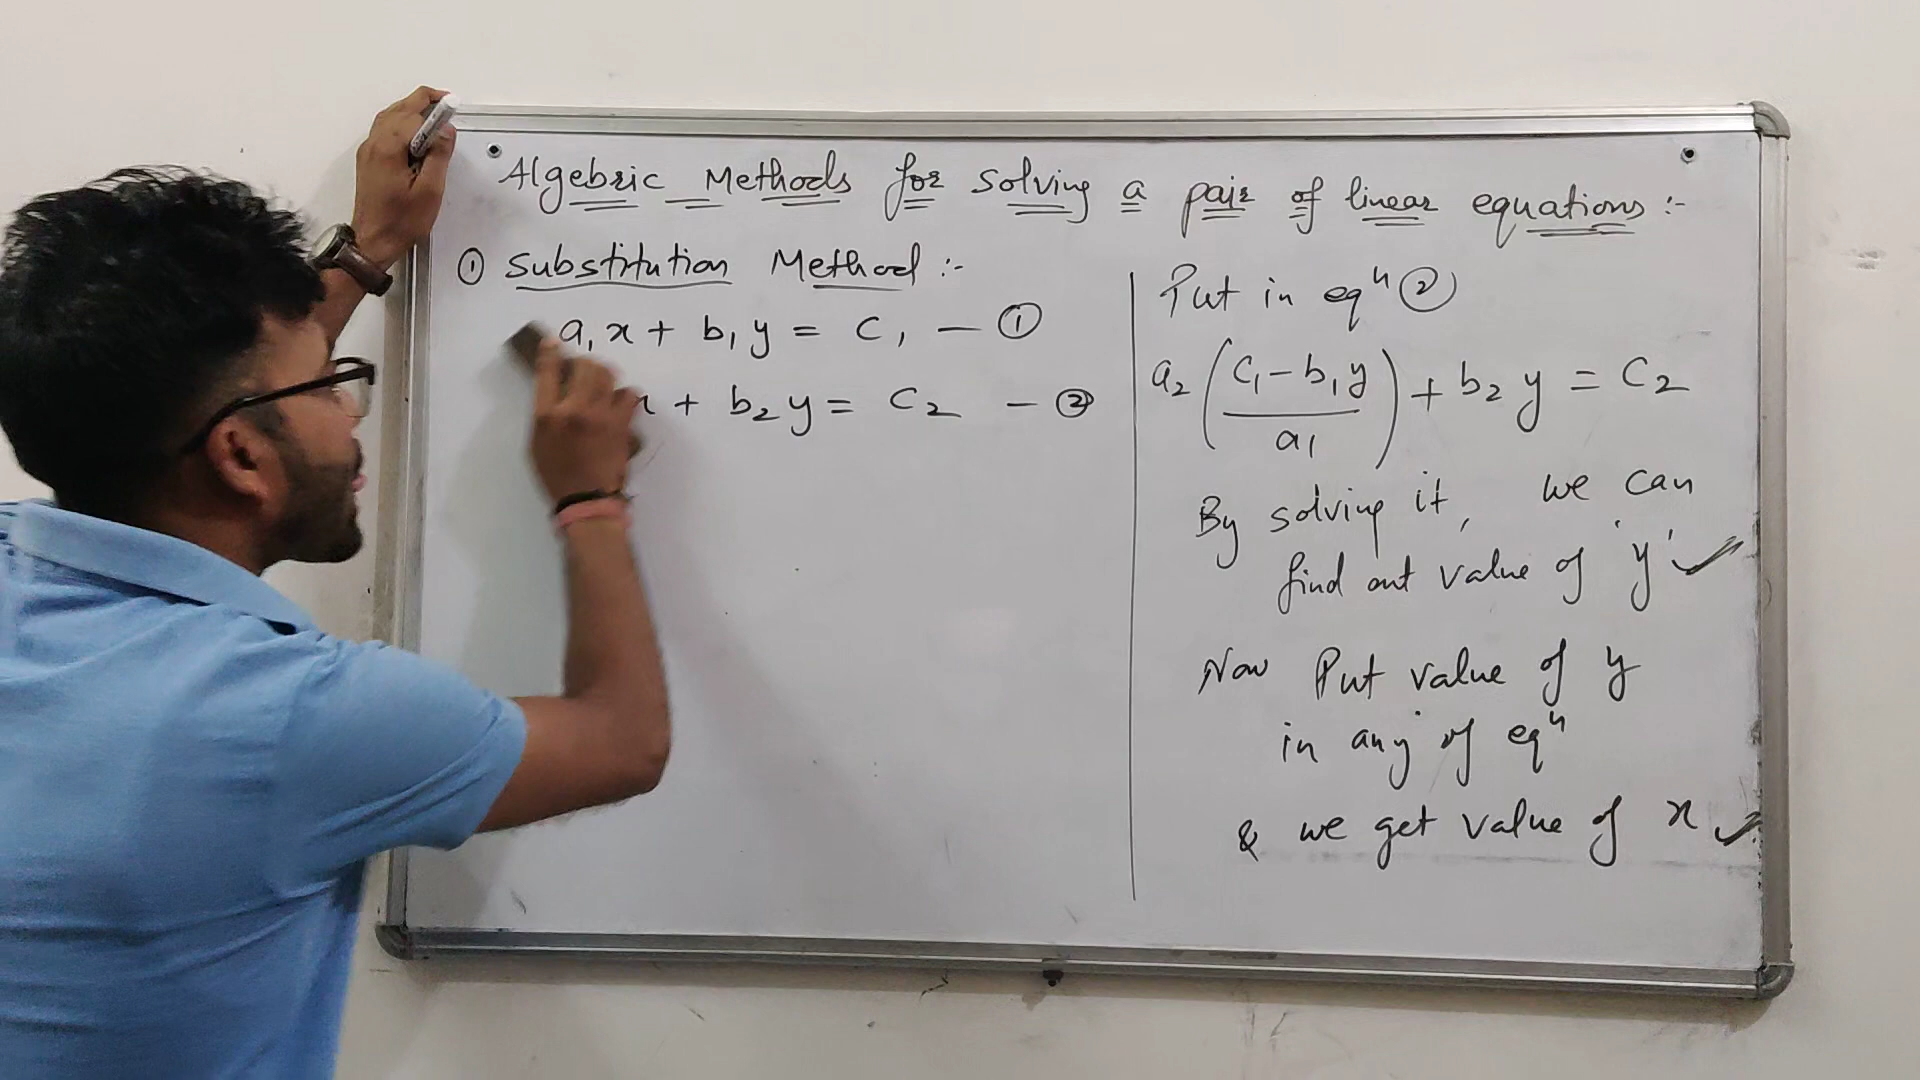 Algebric Methods for solving a pair of linear equations :-
① Substitution Method :-
a₁x + b₁y = c₁ — ①
x + b₂y = c₂ — ②
Put in eqⁿ ②
a₂ ( (c₁ - b₁y) / a₁ ) + b₂y = c₂
By solving it, we can
find out value of 'y' ✓
Now Put value of y
in any of eqⁿ
& we get value of x ✓